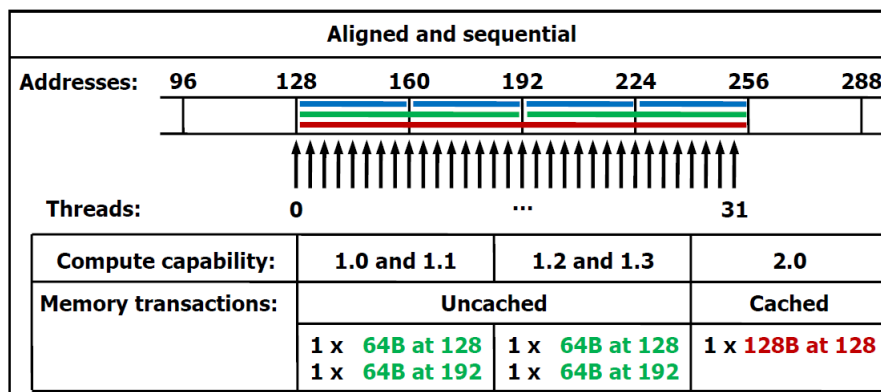 Aligned and sequential
Addresses: 96 128 160 192 224 256 288
Threads: 0 ... 31
Compute capability: 1.0 and 1.1 1.2 and 1.3 2.0
Memory transactions: Uncached Cached
1 x 64B at 128 1 x 64B at 128 1 x 128B at 128
1 x 64B at 192 1 x 64B at 192